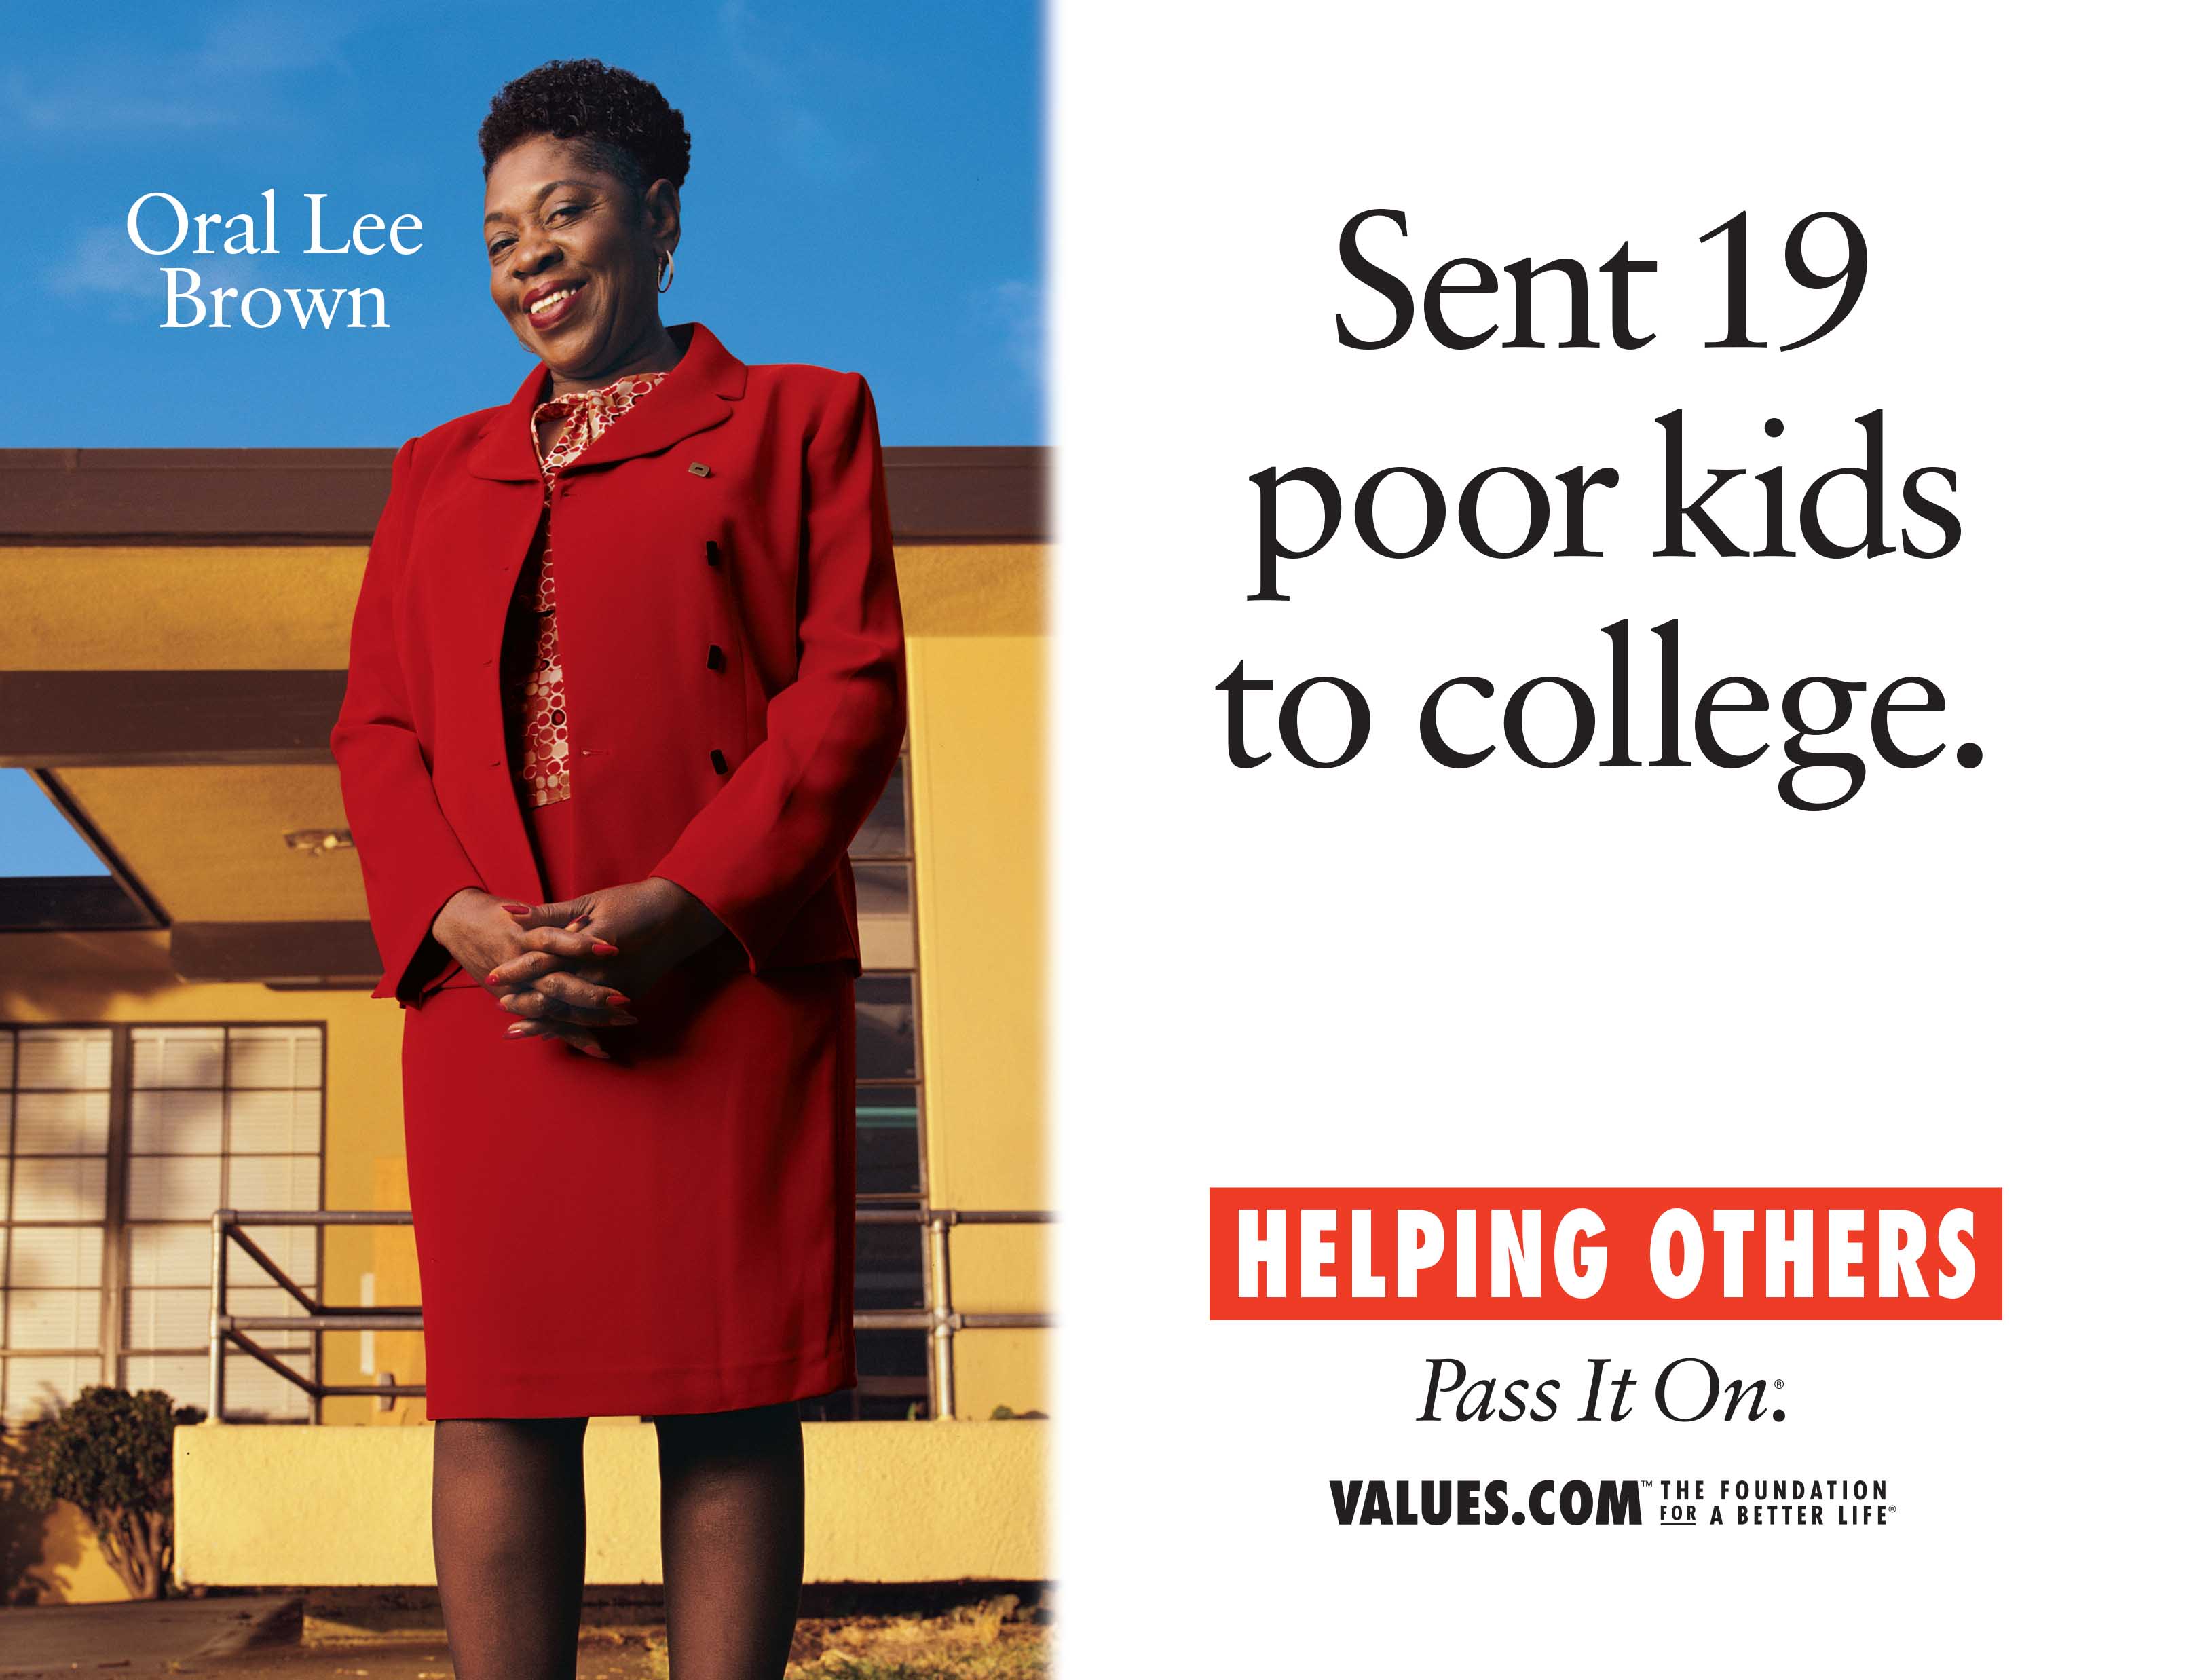 Oral Lee
Brown
Sent 19
poor kids
to college.
HELPING OTHERS
Pass It On.®
VALUES.COM™ THE FOUNDATION
FOR A BETTER LIFE®